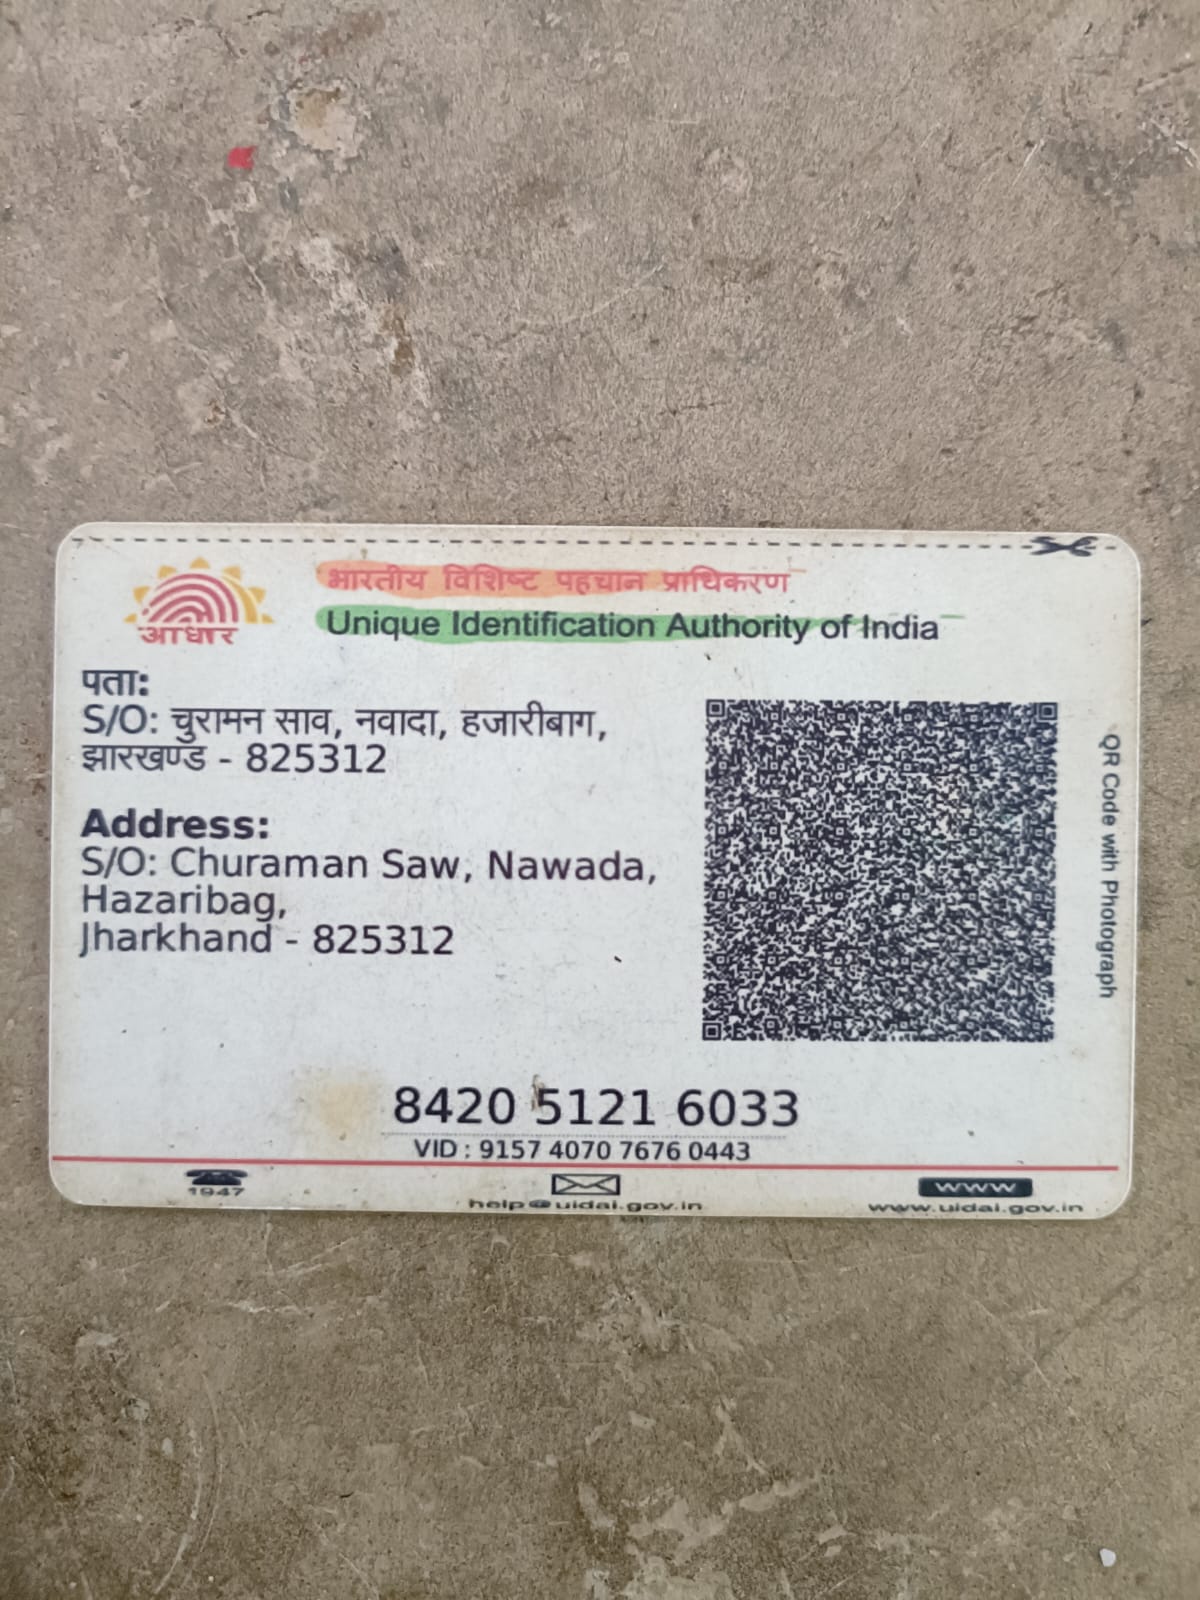 आधार
भारतीय विशिष्ट पहचान प्राधिकरण
Unique Identification Authority of India
पता:
S/O: चुरामन साव, नवादा, हजारीबाग,
झारखण्ड - 825312
Address:
S/O: Churaman Saw, Nawada,
Hazaribag,
Jharkhand - 825312
QR Code with Photograph
8420 5121 6033
VID : 9157 4070 7676 0443
1947
help@uidai.gov.in
www
www.uidai.gov.in